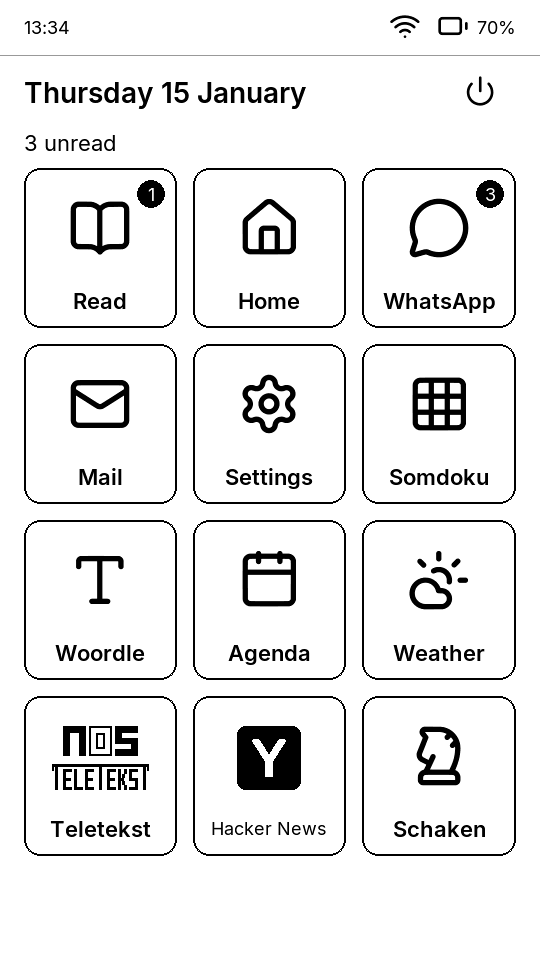 13:34 70%
Thursday 15 January
3 unread
1 3
Read Home WhatsApp
Mail Settings Somdoku
Woordle Agenda Weather
NOS
TELETEKST Y
Teletekst Hacker News Schaken